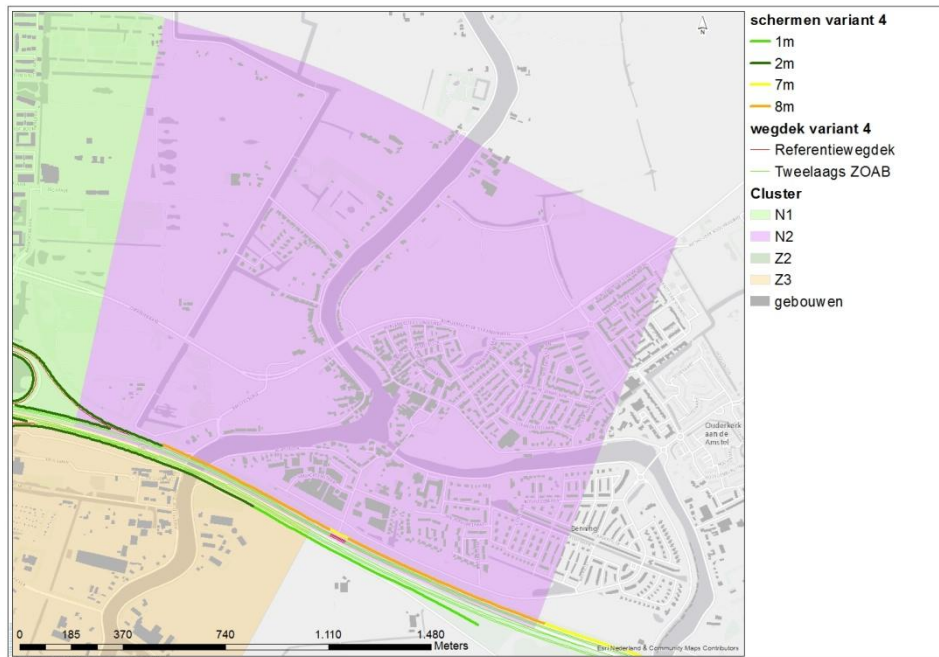 N
schermen variant 4
1m
2m
7m
8m
wegdek variant 4
Referentiewegdek
Tweelaags ZOAB
Cluster
N1
N2
Z2
Z3
gebouwen
Ouderkerk
aan de
Amstel
0 185 370 740 1.110 1.480
Meters
Esri Nederland & Community Maps Contributors